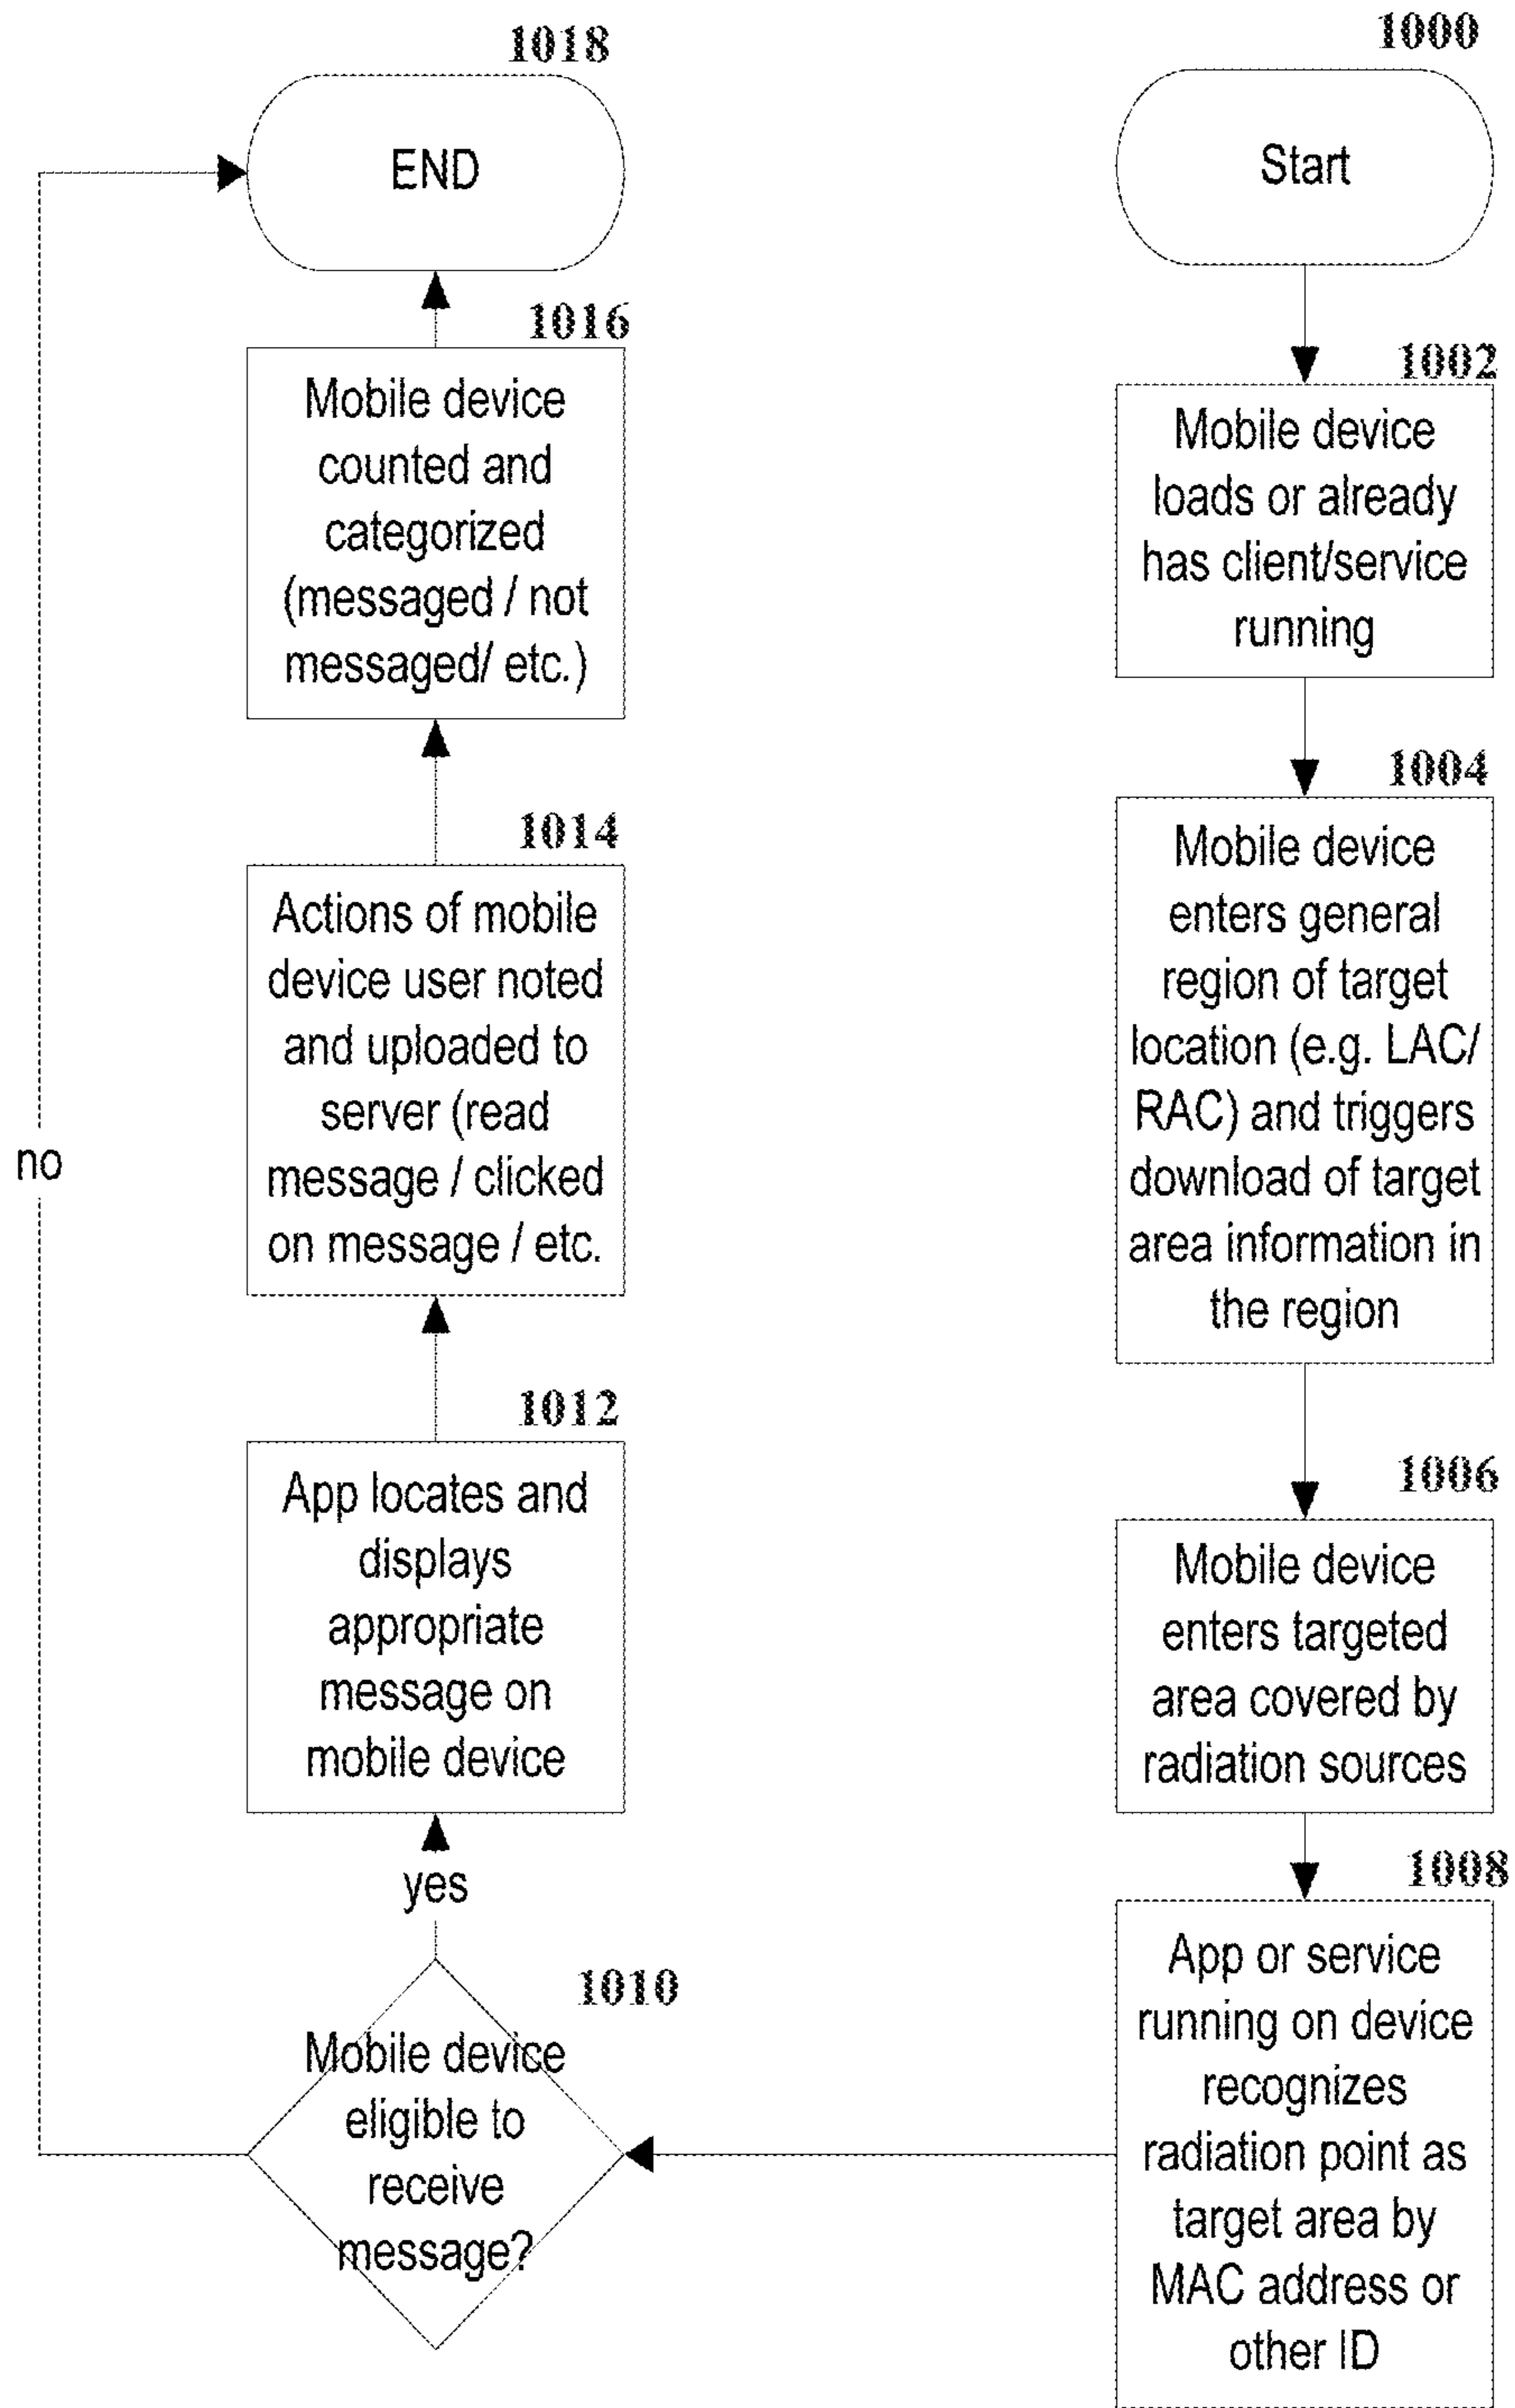 1000
Start
1002
Mobile device
loads or already
has client/service
running
1004
Mobile device
enters general
region of target
location (e.g. LAC/
RAC) and triggers
download of target
area information in
the region
1006
Mobile device
enters targeted
area covered by
radiation sources
1008
App or service
running on device
recognizes
radiation point as
target area by
MAC address or
other ID
1010
Mobile device
eligible to
receive
message?
yes
no
1012
App locates and
displays
appropriate
message on
mobile device
1014
Actions of mobile
device user noted
and uploaded to
server (read
message / clicked
on message / etc.
1016
Mobile device
counted and
categorized
(messaged / not
messaged/ etc.)
1018
END